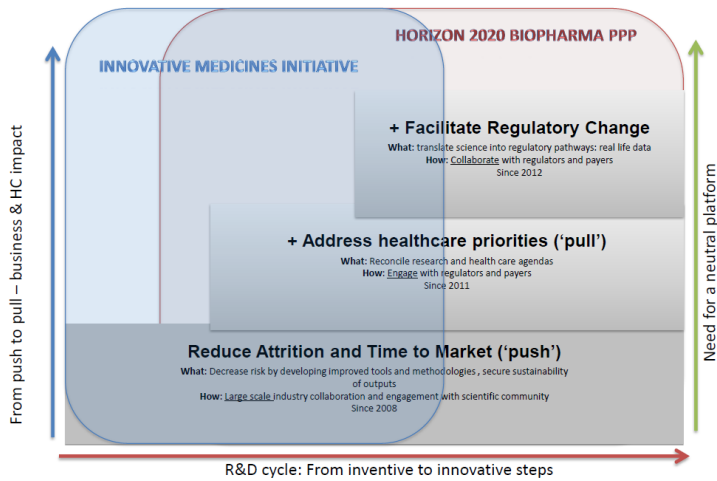 HORIZON 2020 BIOPHARMA PPP
INNOVATIVE MEDICINES INITIATIVE
+ Facilitate Regulatory Change
What: translate science into regulatory pathways: real life data
How: Collaborate with regulators and payers
Since 2012
+ Address healthcare priorities (‘pull’)
What: Reconcile research and health care agendas
How: Engage with regulators and payers
Since 2011
Reduce Attrition and Time to Market (‘push’)
What: Decrease risk by developing improved tools and methodologies , secure sustainability
of outputs
How: Large scale industry collaboration and engagement with scientific community
Since 2008
From push to pull – business & HC impact
Need for a neutral platform
R&D cycle: From inventive to innovative steps